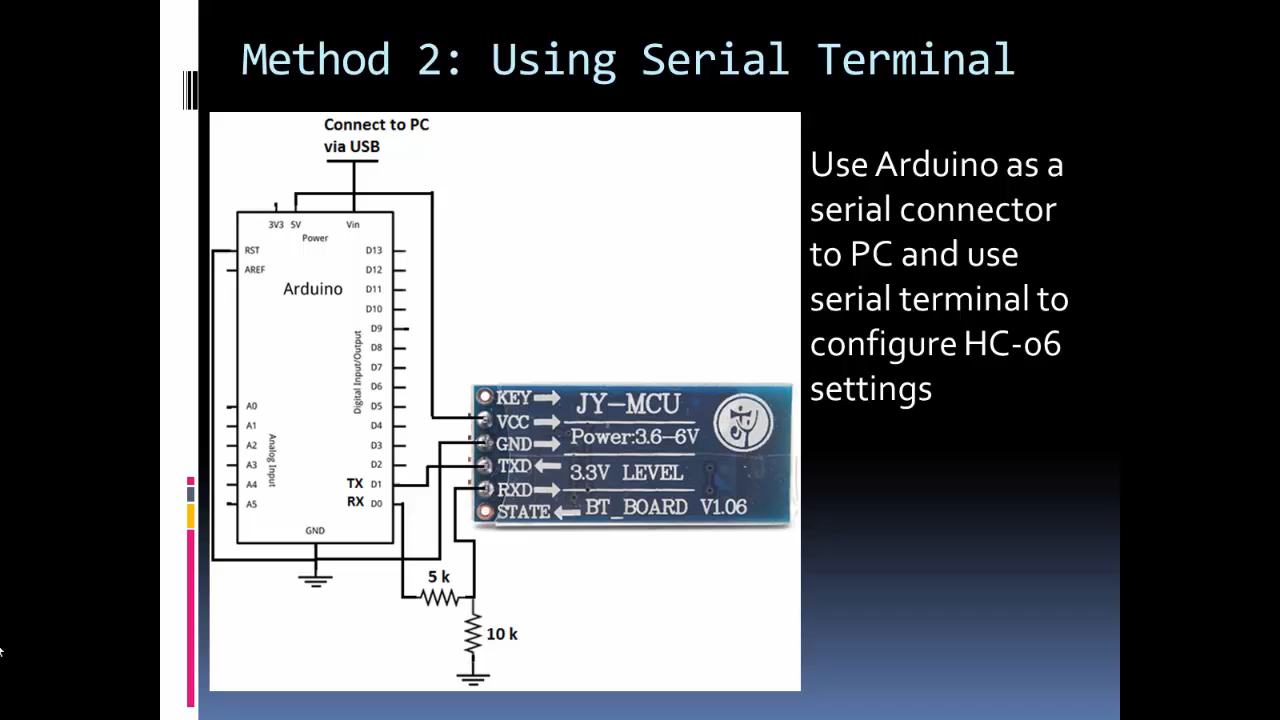 Method 2: Using Serial Terminal
Connect to PC
via USB
3V3 5V Vin
Power
RST
AREF
Arduino
D13
D12
D11
D10
D9
D8
D7
D6
D5
D4
D3
D2
TX D1
RX D0
Digital Input/Output
A0
A1
A2
A3
A4
A5
Analog Input
GND
KEY
VCC
GND
TXD
RXD
STATE
JY-MCU
Power:3.6-6V
3.3V LEVEL
BT_BOARD V1.06
5 k
10 k
Use Arduino as a
serial connector
to PC and use
serial terminal to
configure HC-06
settings